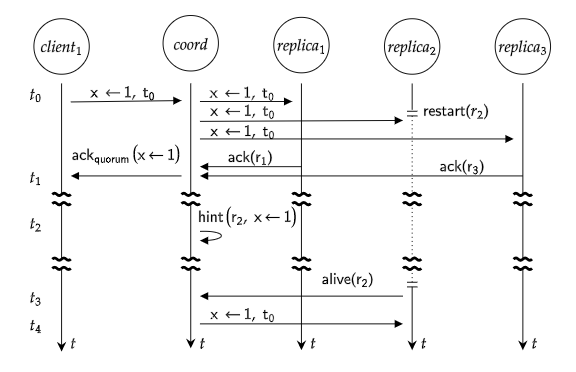 client₁ coord replica₁ replica₂ replica₃
t₀ x ← 1, t₀ x ← 1, t₀
x ← 1, t₀ restart(r₂)
x ← 1, t₀
ack_quorum(x ← 1) ack(r₁) ack(r₃)
t₁
t₂ hint(r₂, x ← 1)
alive(r₂)
t₃
t₄ x ← 1, t₀
t t t t t